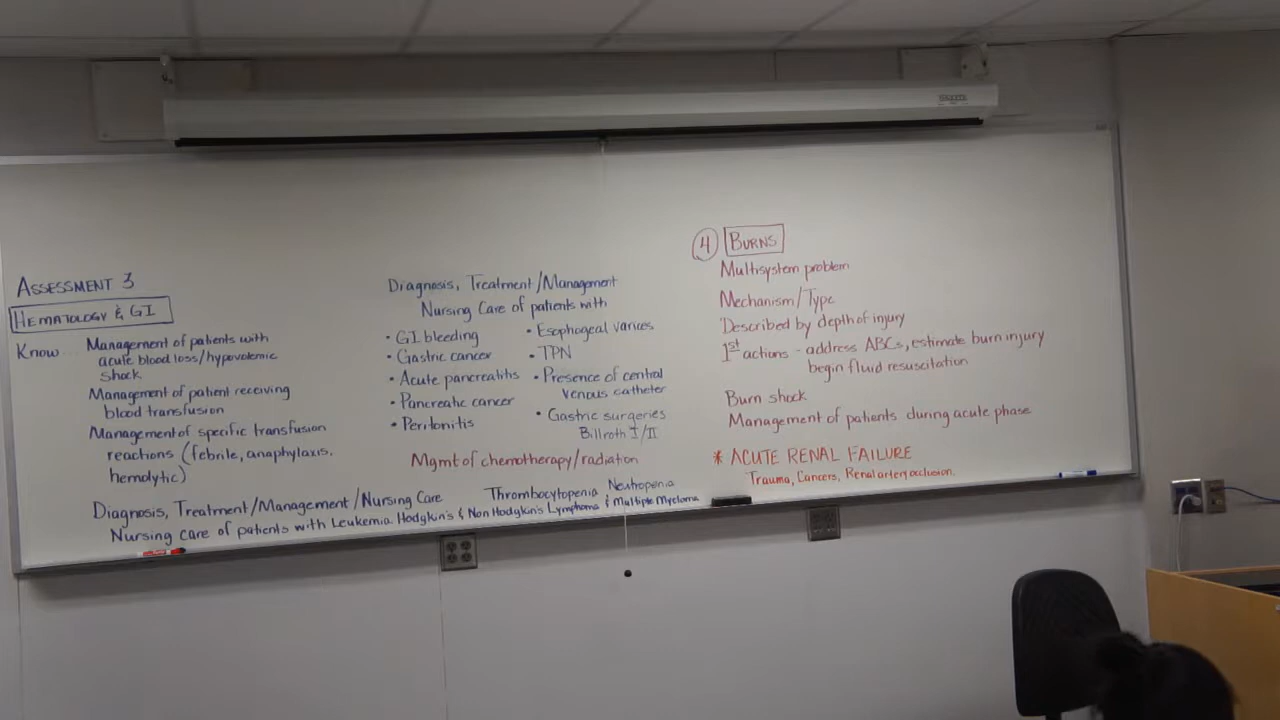 ASSESSMENT 3
HEMATOLOGY & GI
Know Management of patients with
acute blood loss/hypovolemic
shock
Management of patient receiving
blood transfusion
Management of specific transfusion
reactions (febrile, anaphylaxis,
hemolytic)
Diagnosis, Treatment/Management/Nursing Care
Thrombocytopenia Neutropenia
Nursing care of patients with Leukemia. Hodgkin's & Non Hodgkin's Lymphoma & Multiple Myeloma
Diagnosis, Treatment/Management
Nursing Care of patients with
• GI bleeding
• Gastric cancer
• Acute pancreatitis
• Pancreatic cancer
• Peritonitis
• Esophogeal varices
• TPN
• Presence of central
venous catheter
• Gastric surgeries
Billroth I/II
Mgmt of chemotherapy/radiation
4 BURNS
Multisystem problem
Mechanism/Type
Described by depth of injury
1st actions - address ABCs, estimate burn injury
begin fluid resuscitation
Burn shock
Management of patients during acute phase
* ACUTE RENAL FAILURE
Trauma, Cancers, Renal artery occlusion.